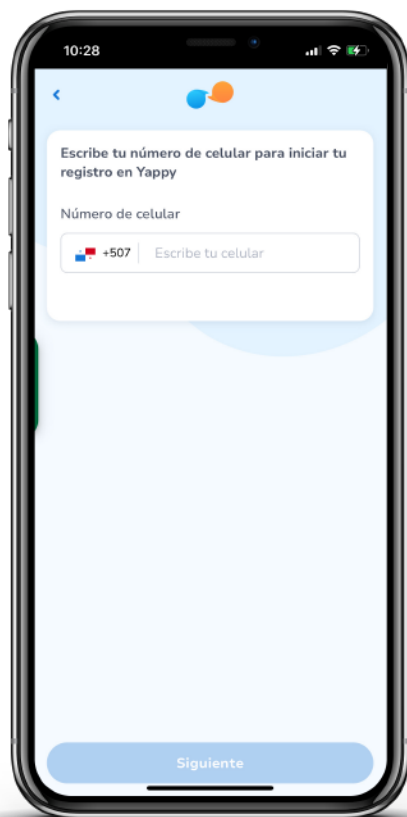 10:28
Escribe tu número de celular para iniciar tu
registro en Yappy
Número de celular
+507 Escribe tu celular
Siguiente